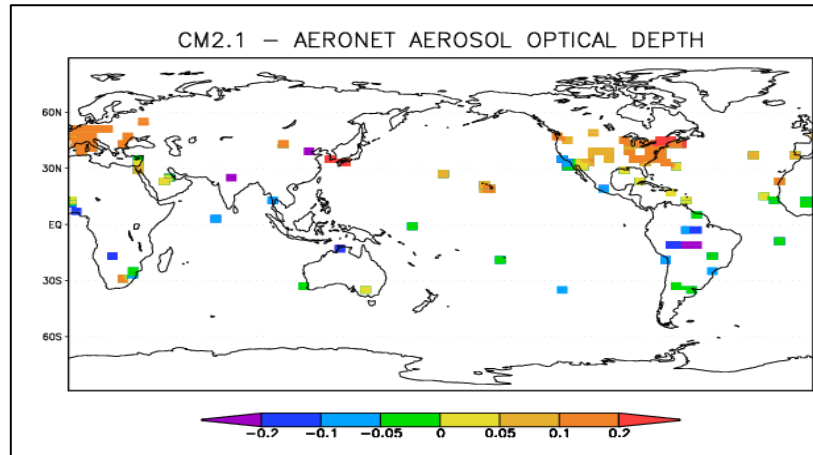 CM2.1 – AERONET AEROSOL OPTICAL DEPTH
60N
30N
EQ
30S
60S
-0.2 -0.1 -0.05 0 0.05 0.1 0.2